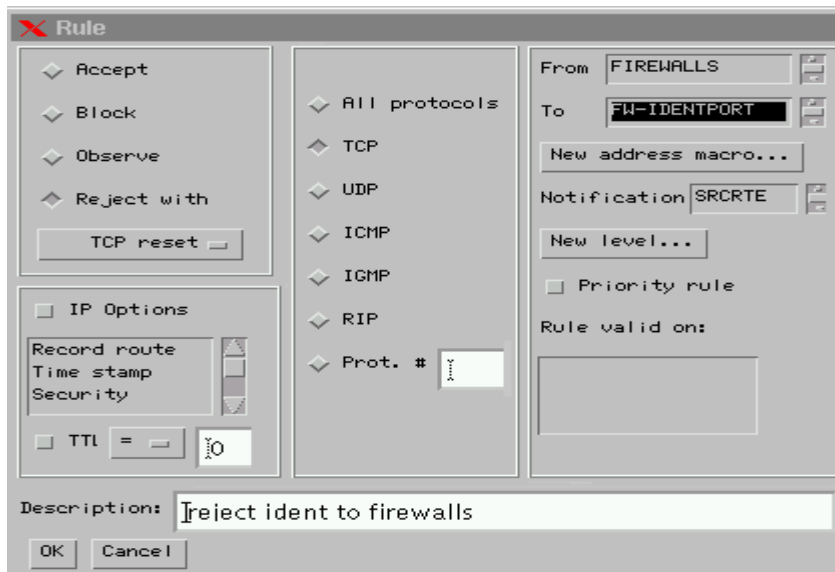 Rule
Accept
Block
Observe
Reject with
TCP reset
IP Options
Record route
Time stamp
Security
TTL =
0
All protocols
TCP
UDP
ICMP
IGMP
RIP
Prot. #
From FIREWALLS
To FW-IDENTPORT
New address macro...
Notification SRCRTE
New level...
Priority rule
Rule valid on:
Description: reject ident to firewalls
OK Cancel